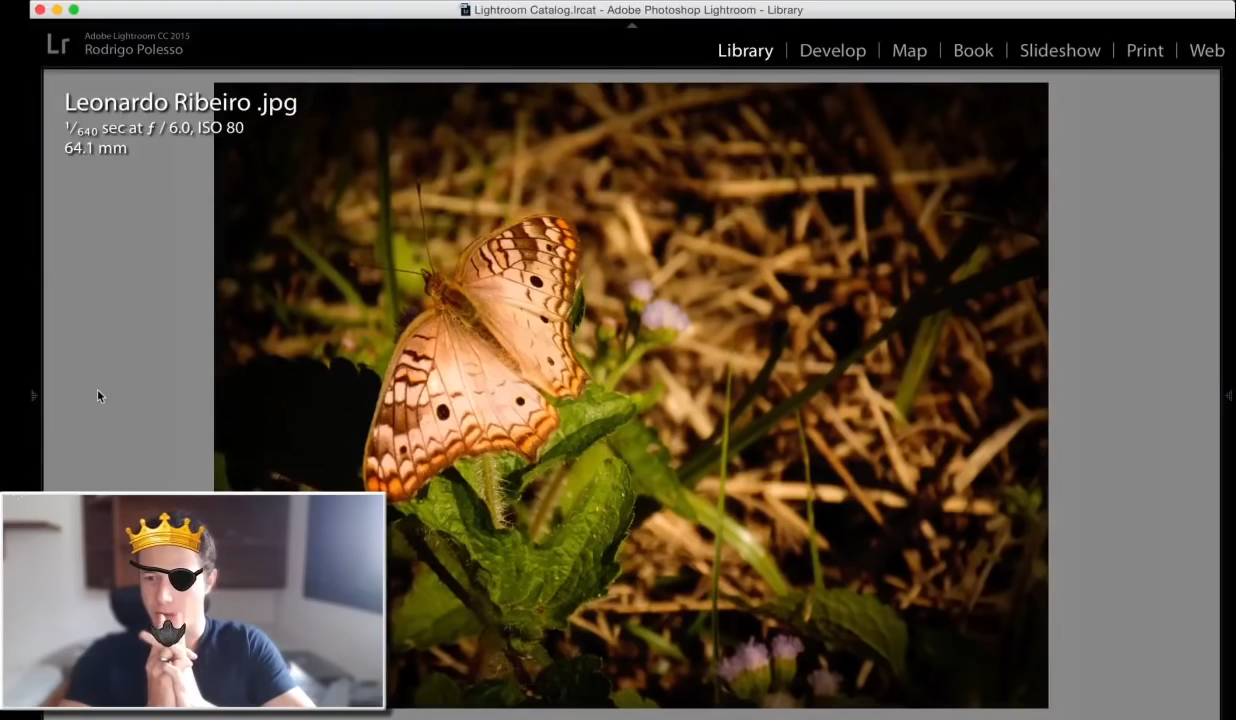 Lightroom Catalog.lrcat - Adobe Photoshop Lightroom - Library
Lr
Adobe Lightroom CC 2015
Rodrigo Polesso
Library | Develop | Map | Book | Slideshow | Print | Web
Leonardo Ribeiro .jpg
1/640 sec at ƒ / 6.0, ISO 80
64.1 mm